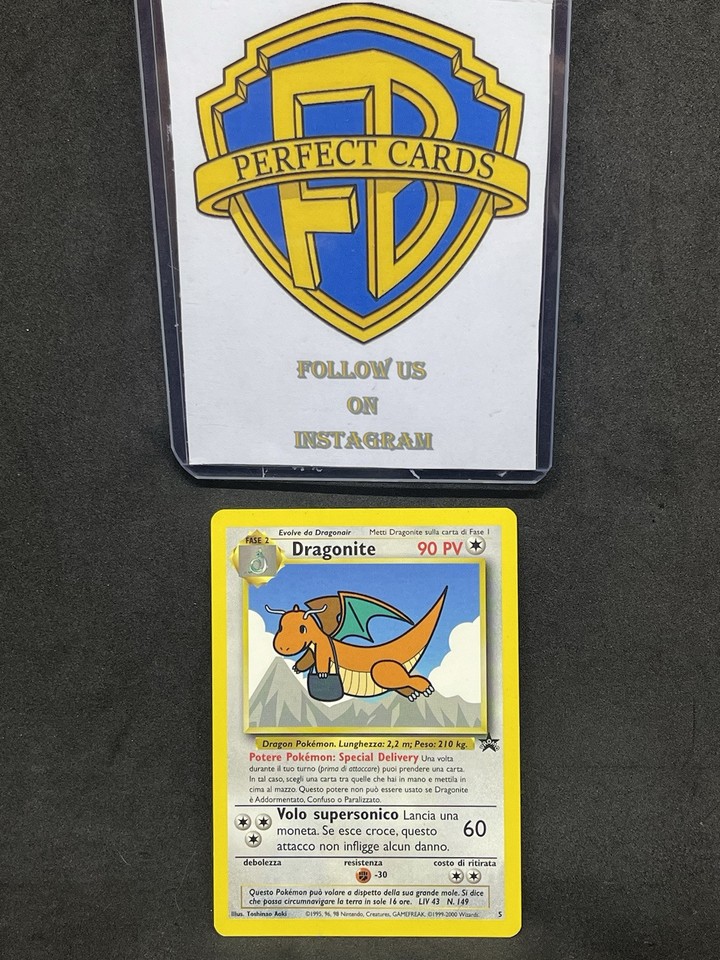 FB
PERFECT CARDS
FOLLOW US
ON
INSTAGRAM
Evolve da Dragonair Metti Dragonite sulla carta di Fase 1
FASE 2
Dragonite 90 PV
Dragon Pokémon. Lunghezza: 2,2 m; Peso: 210 kg.
PROMO
Potere Pokémon: Special Delivery Una volta
durante il tuo turno (prima di attaccare) puoi prendere una carta.
In tal caso, scegli una carta tra quelle che hai in mano e mettila in
cima al mazzo. Questo potere non può essere usato se Dragonite
è Addormentato, Confuso o Paralizzato.
Volo supersonico Lancia una
moneta. Se esce croce, questo
attacco non infligge alcun danno.
60
debolezza resistenza costo di ritirata
-30
Questo Pokémon può volare a dispetto della sua grande mole. Si dice
che possa circumnavigare la terra in sole 16 ore. LIV 43 N. 149
Illus. Toshinao Aoki ©1995, 96, 98 Nintendo, Creatures, GAMEFREAK. ©1999-2000 Wizards. 5